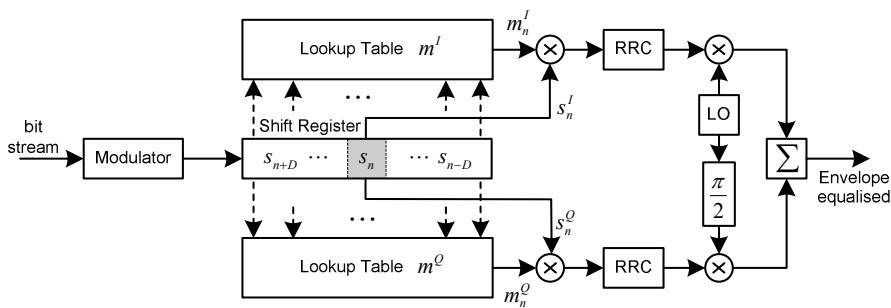 Lookup Table m^I
m_n^I
RRC
s_n^I
LO
bit
stream
Modulator
Shift Register
s_{n+D} ⋯ s_n ⋯ s_{n-D}
Σ
Envelope
equalised
π/2
s_n^Q
Lookup Table m^Q
m_n^Q
RRC